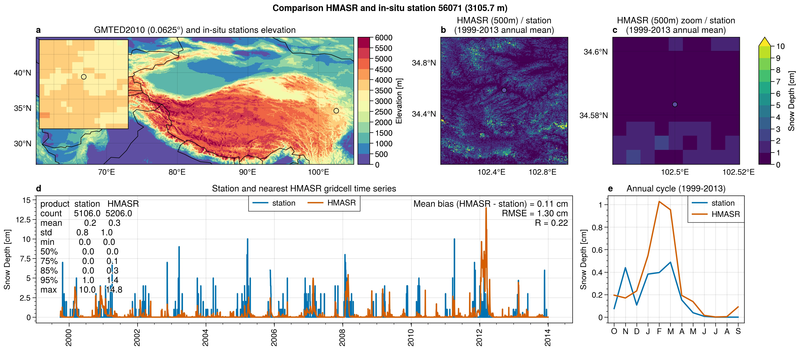 Comparison HMASR and in-situ station 56071 (3105.7 m)
a
GMTED2010 (0.0625°) and in-situ stations elevation
40°N
35°N
30°N
70°E
80°E
90°E
100°E
6000
5500
5000
4500
4000
3500
3000
2500
2000
1500
1000
500
0
Elevation [m]
b
HMASR (500m) / station
(1999-2013 annual mean)
34.8°N
34.4°N
102.4°E
102.8°E
c
HMASR (500m) zoom / station
(1999-2013 annual mean)
34.6°N
34.58°N
102.5°E
102.52°E
10
9
8
7
6
5
4
3
2
1
0
Snow Depth [cm]
d
Station and nearest HMASR gridcell time series
station
HMASR
Mean bias (HMASR - station) = 0.11 cm
RMSE = 1.30 cm
R = 0.22
product station HMASR
count 5106.0 5206.0
mean 0.2 0.3
std 0.8 1.0
min 0.0 0.0
50% 0.0 0.0
75% 0.0 0.1
85% 0.0 0.3
95% 1.0 1.4
max 10.0 14.8
Snow Depth [cm]
15
12.5
10
7.5
5
2.5
0
2000
2002
2004
2006
2008
2010
2012
2014
e
Annual cycle (1999-2013)
station
HMASR
Snow Depth [cm]
1
0.8
0.6
0.4
0.2
0
O N D J F M A M J J A S